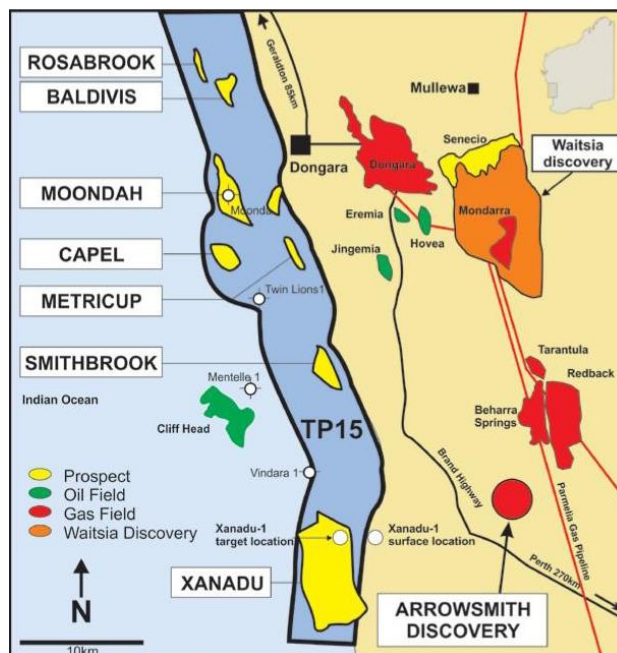 ROSABROOK
BALDIVIS
MOONDAH
CAPEL
METRICUP
SMITHBROOK
Geraldton 85km
Mullewa
Senecio
Waitsia
discovery
Dongara
Dongara
Moonda
Eremia
Mondarra
Hovea
Jingemia
Twin Lions1
Tarantula
Redback
Mentelle 1
Indian Ocean
Beharra
Springs
Cliff Head
TP15
Prospect
Oil Field
Gas Field
Waitsia Discovery
Vindara 1
Brand Highway
Parmelia Gas Pipeline
Xanadu-1
target location
Xanadu-1
surface location
XANADU
Perth 270km
N
ARROWSMITH
DISCOVERY
10km